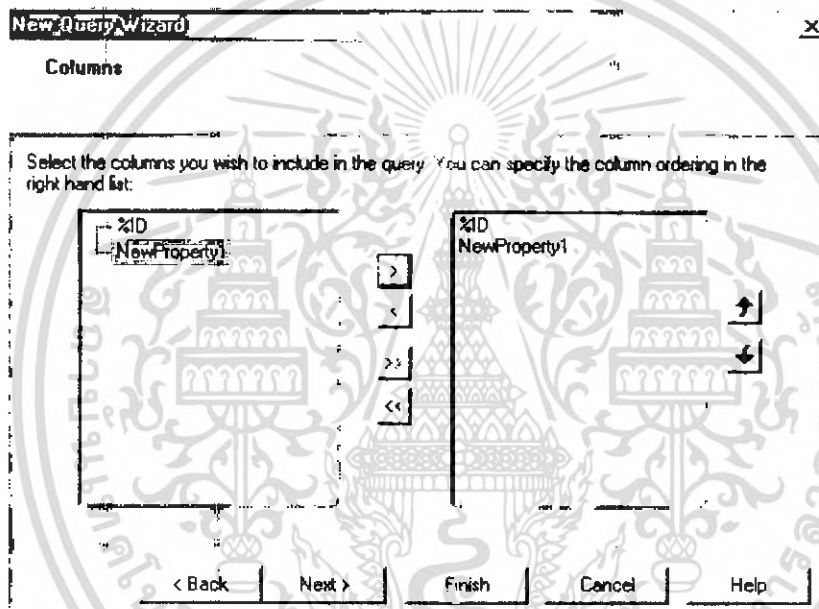 New Query Wizard
Columns
Select the columns you wish to include in the query. You can specify the column ordering in the
right hand list:
%ID
NewProperty1
>
<
>>
<<
%ID
NewProperty1
< Back
Next >
Finish
Cancel
Help